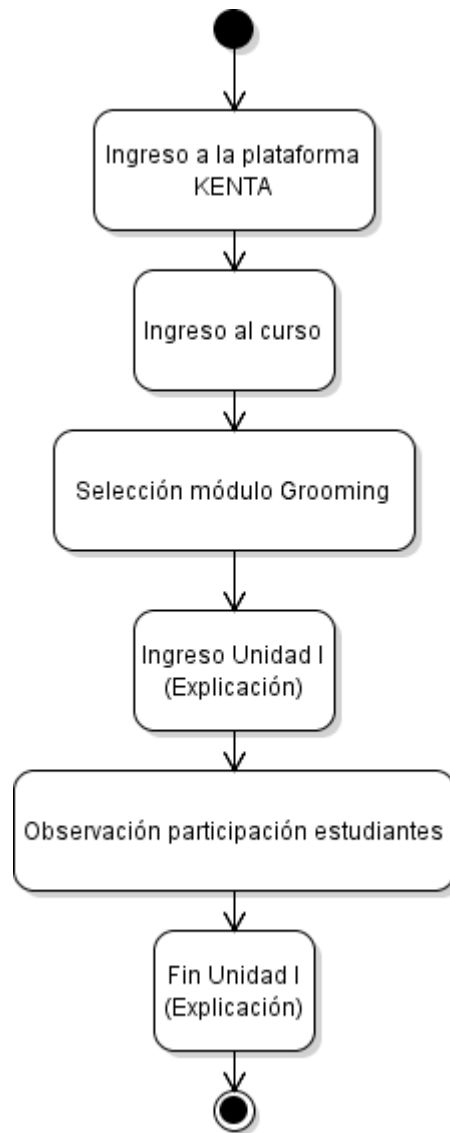 Ingreso a la plataforma
KENTA
Ingreso al curso
Selección módulo Grooming
Ingreso Unidad I
(Explicación)
Observación participación estudiantes
Fin Unidad I
(Explicación)